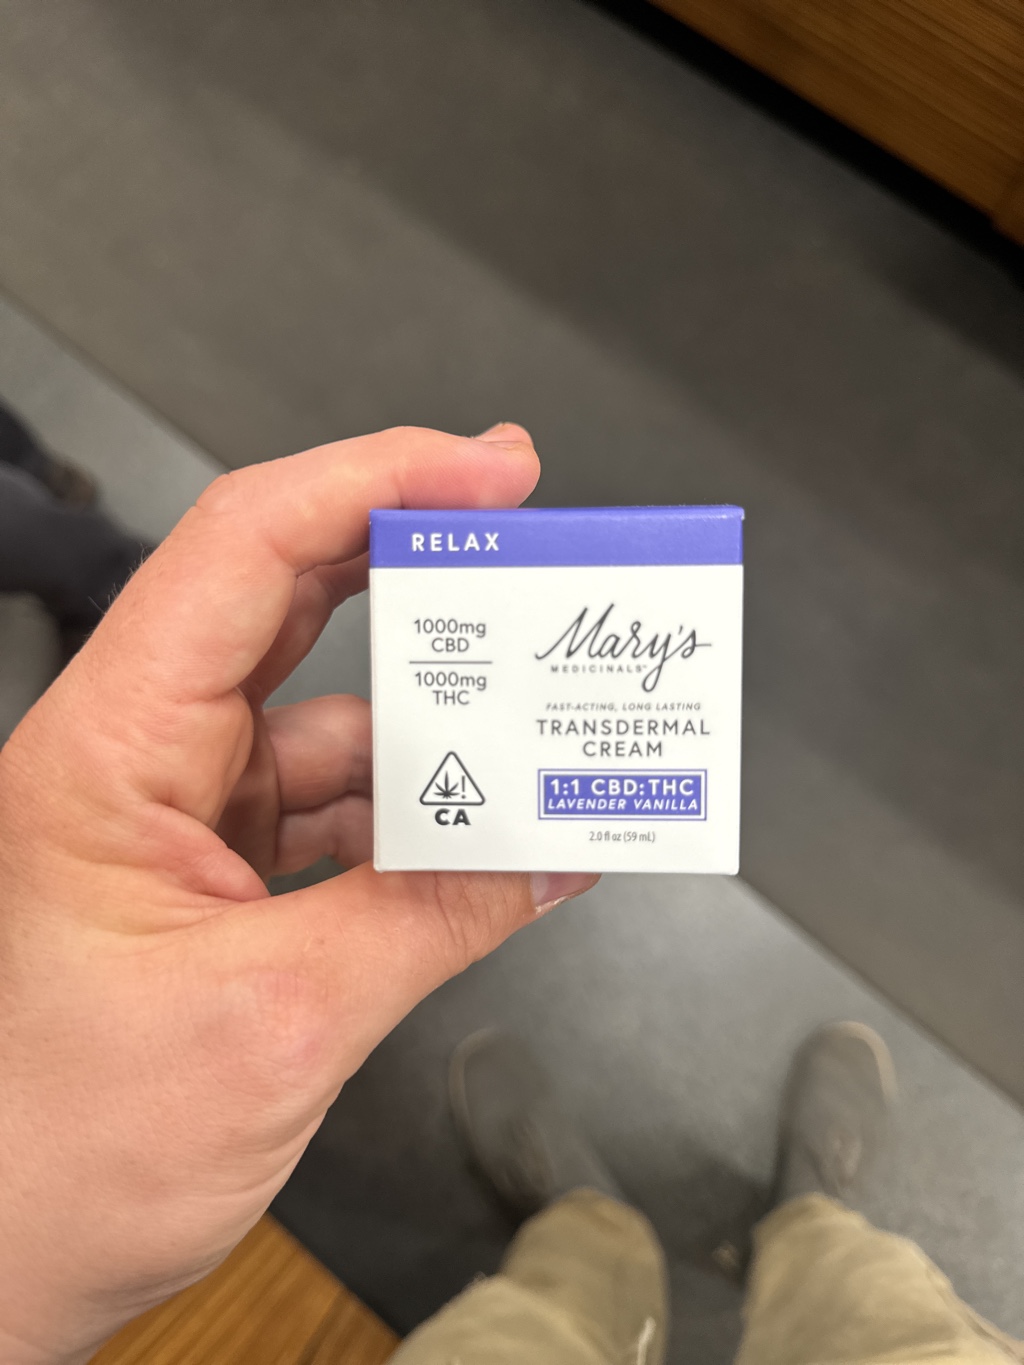 RELAX
1000mg
CBD
1000mg
THC
CA
Mary's
MEDICINALS™
FAST-ACTING, LONG LASTING
TRANSDERMAL
CREAM
1:1 CBD:THC
LAVENDER VANILLA
2.0 fl oz (59 mL)